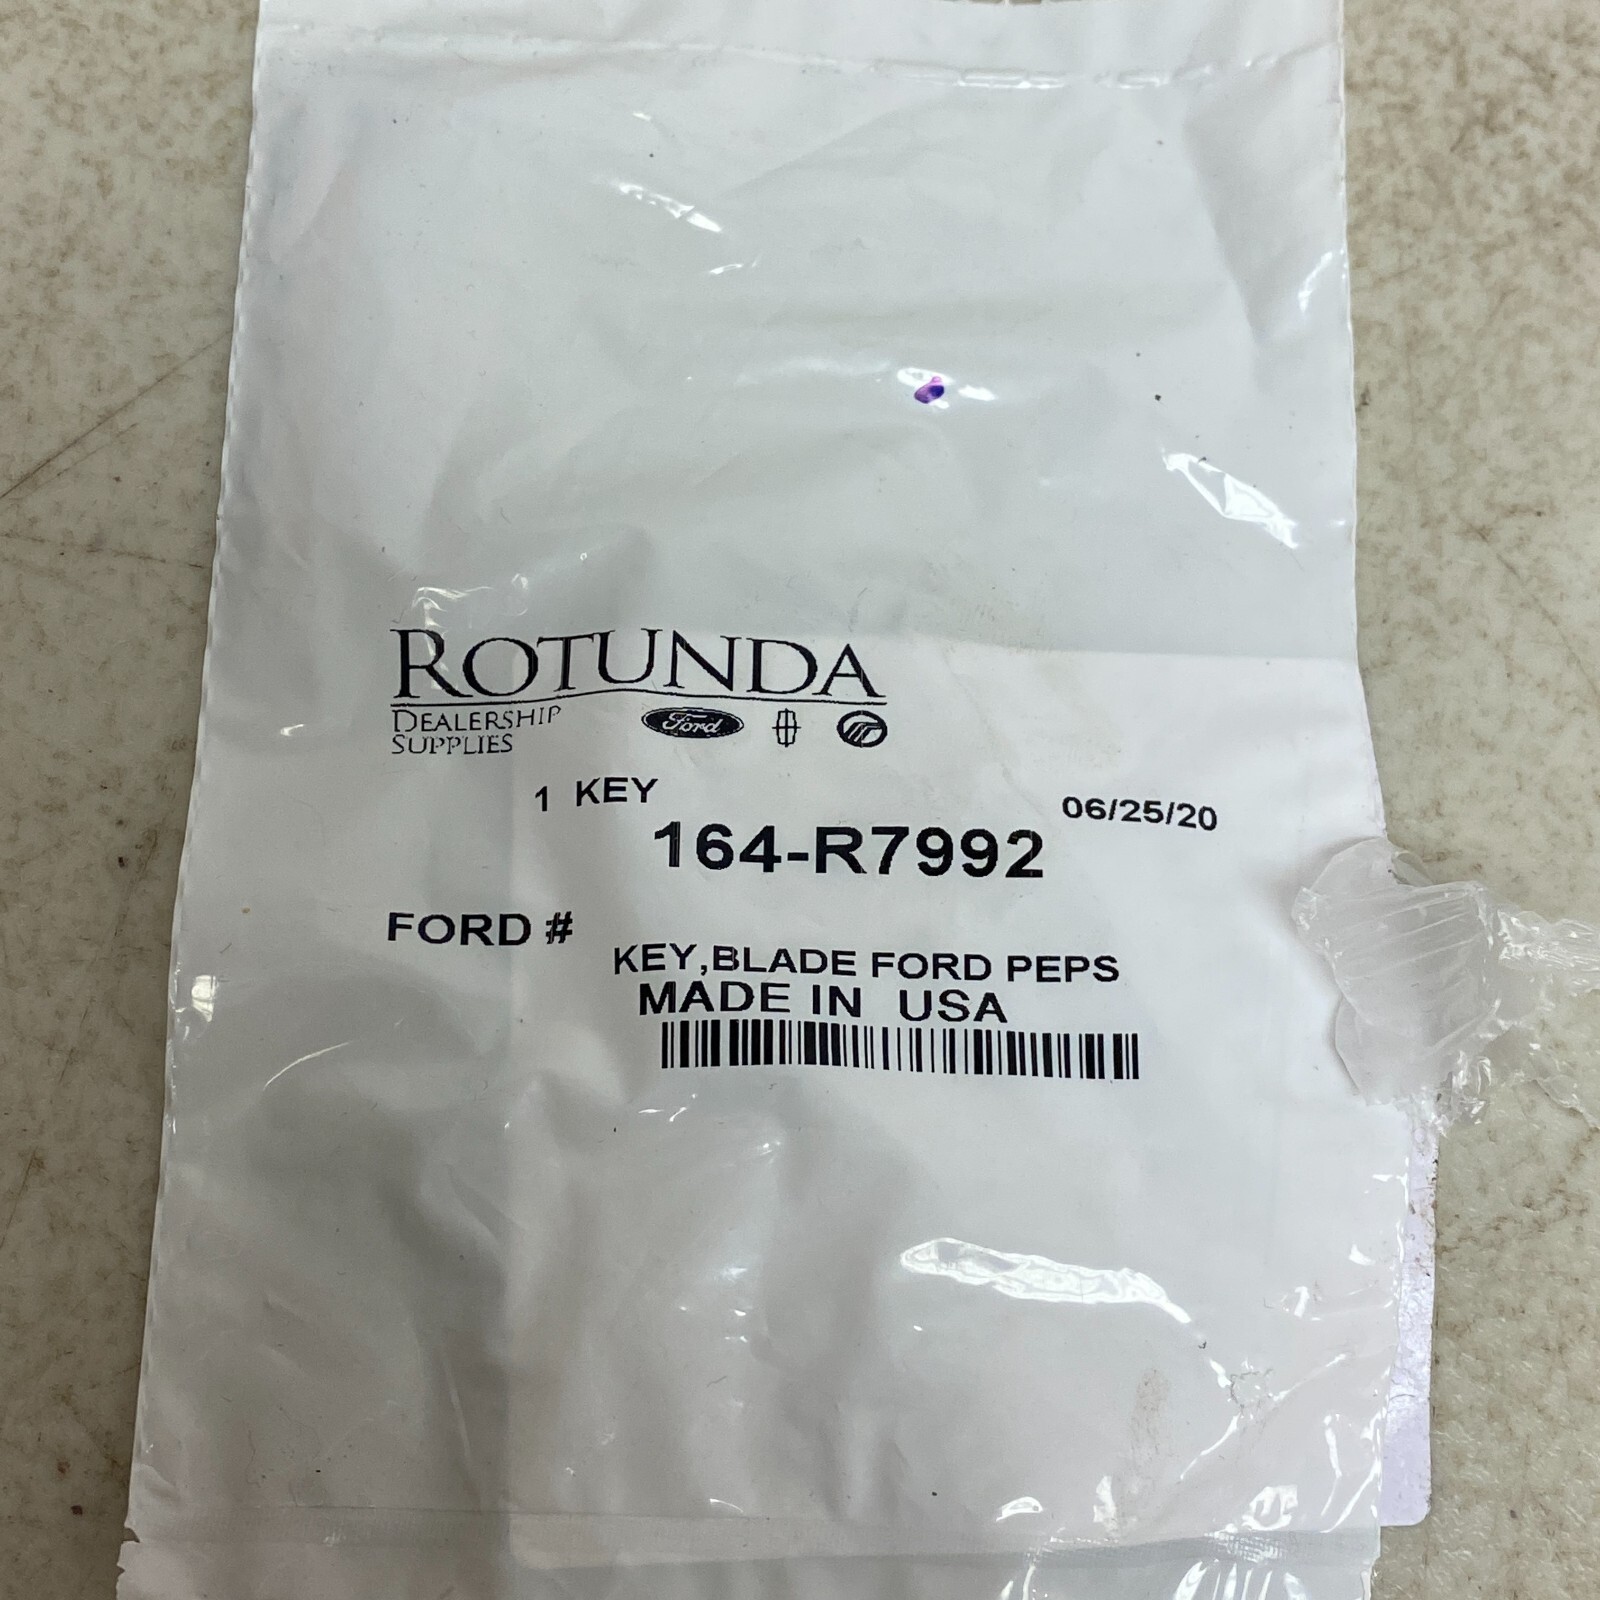 ROTUNDA
DEALERSHIP
SUPPLIES
Ford
1 KEY
06/25/20
164-R7992
FORD #
KEY,BLADE FORD PEPS
MADE IN USA